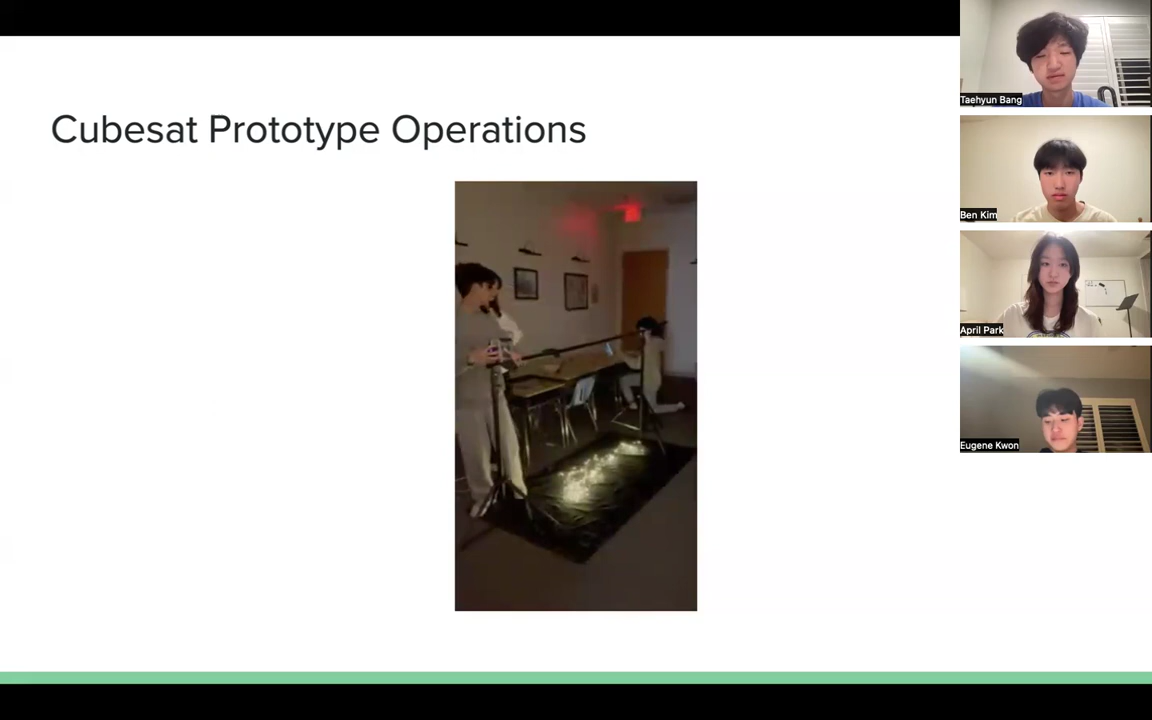 Cubesat Prototype Operations
Taehyun Bang
Ben Kim
April Park
Eugene Kwon